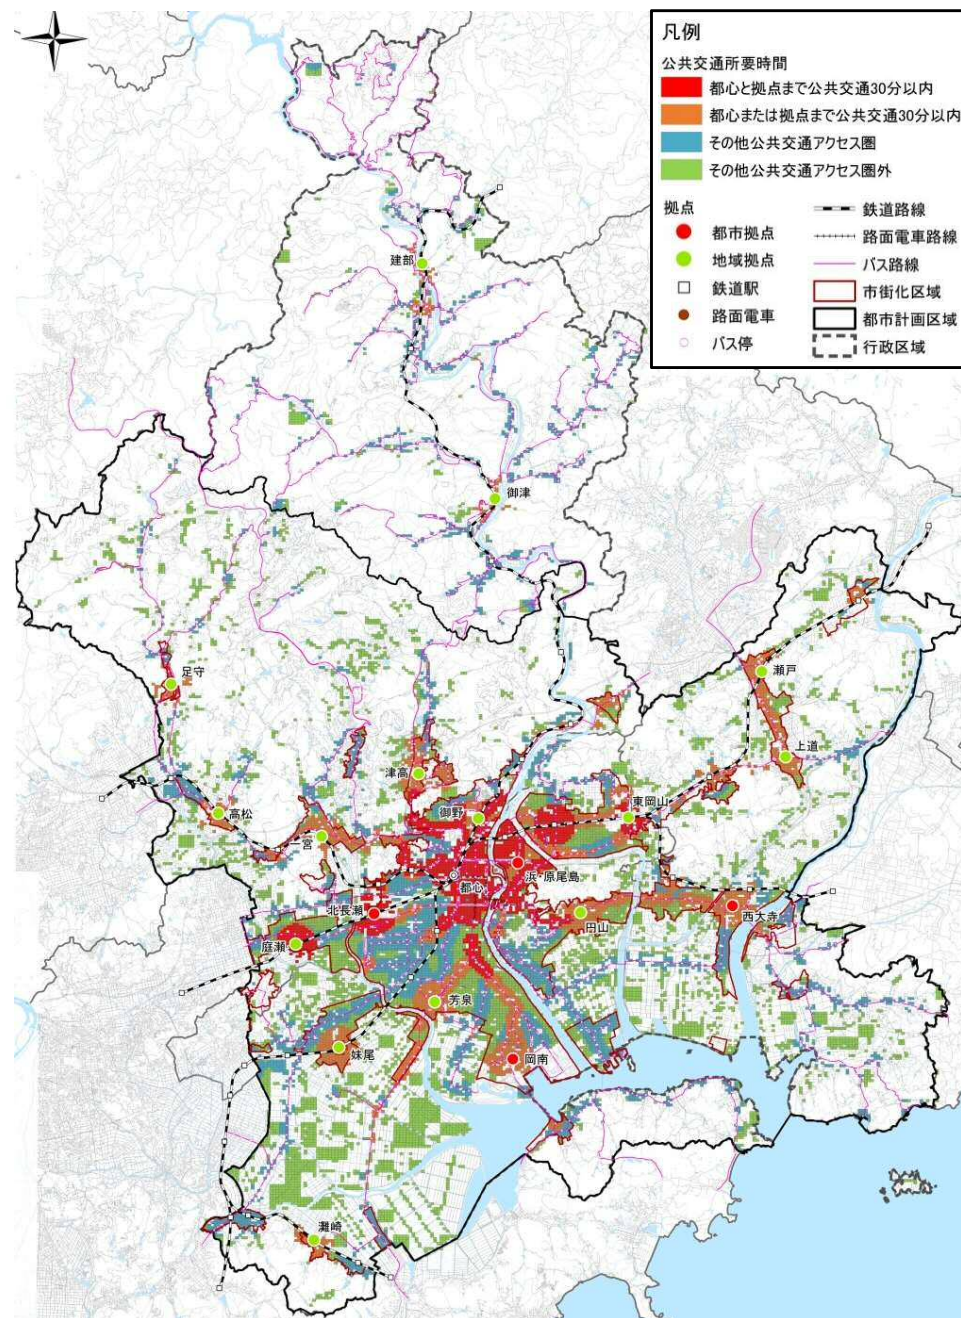 凡例
公共交通所要時間
都心と拠点まで公共交通30分以内
都心または拠点まで公共交通30分以内
その他公共交通アクセス圏
その他公共交通アクセス圏外
拠点
都市拠点
地域拠点
鉄道駅
路面電車
バス停
鉄道路線
路面電車路線
バス路線
市街化区域
都市計画区域
行政区域
建部
御津
足守
瀬戸
上道
津高
高松
御野
東岡山
宮
浜・原尾島
都心
北長瀬
西大寺
円山
庭瀬
芳泉
妹尾
岡南
灘崎